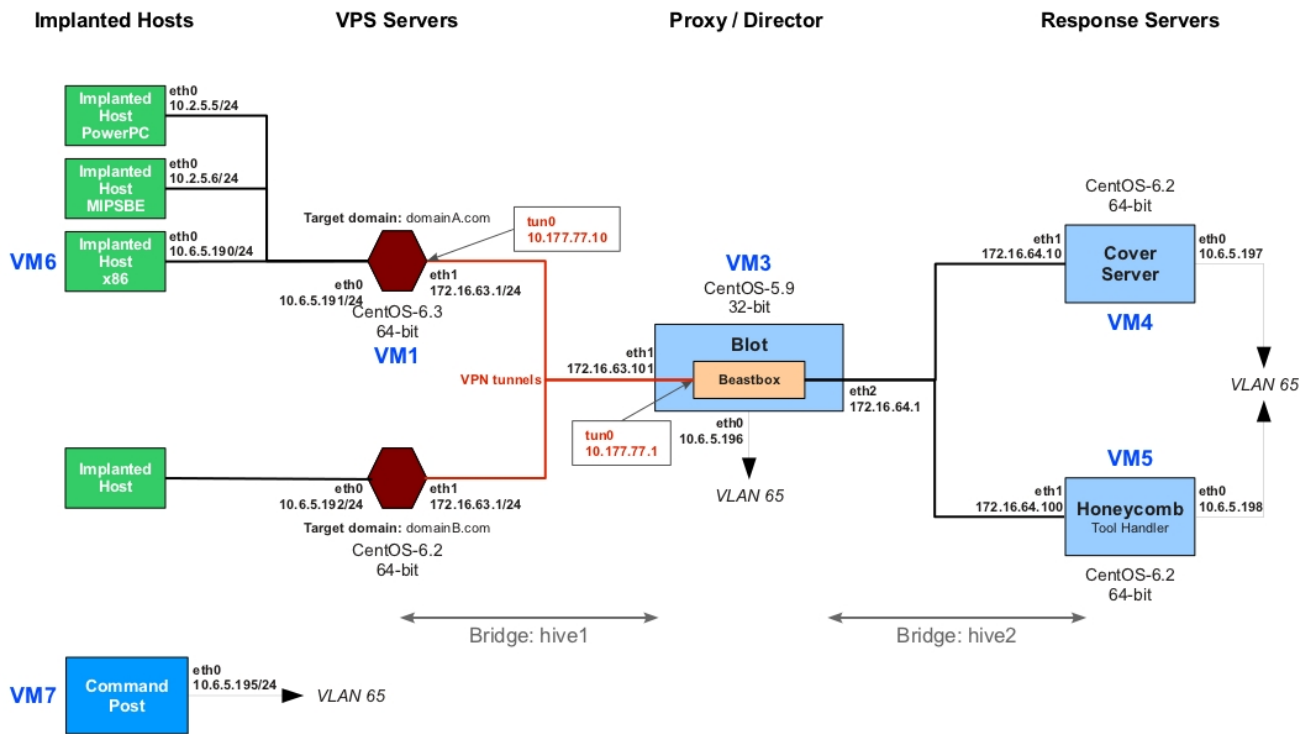 Implanted Hosts
VPS Servers
Proxy / Director
Response Servers
Implanted
Host
PowerPC
eth0
10.2.5.5/24
Implanted
Host
MIPSBE
eth0
10.2.5.6/24
VM6
Implanted
Host
x86
eth0
10.6.5.190/24
Target domain: domainA.com
tun0
10.177.77.10
eth0
10.6.5.191/24
eth1
172.16.63.1/24
CentOS-6.3
64-bit
VM1
VPN tunnels
VM3
CentOS-5.9
32-bit
eth1
172.16.63.101
Blot
Beastbox
eth2
172.16.64.1
tun0
10.177.77.1
eth0
10.6.5.196
VLAN 65
CentOS-6.2
64-bit
eth1
172.16.64.10
Cover
Server
eth0
10.6.5.197
VM4
VLAN 65
VM5
eth1
172.16.64.100
Honeycomb
Tool Handler
eth0
10.6.5.198
CentOS-6.2
64-bit
Implanted
Host
eth0
10.6.5.192/24
eth1
172.16.63.1/24
Target domain: domainB.com
CentOS-6.2
64-bit
Bridge: hive1
Bridge: hive2
VM7
Command
Post
eth0
10.6.5.195/24
VLAN 65